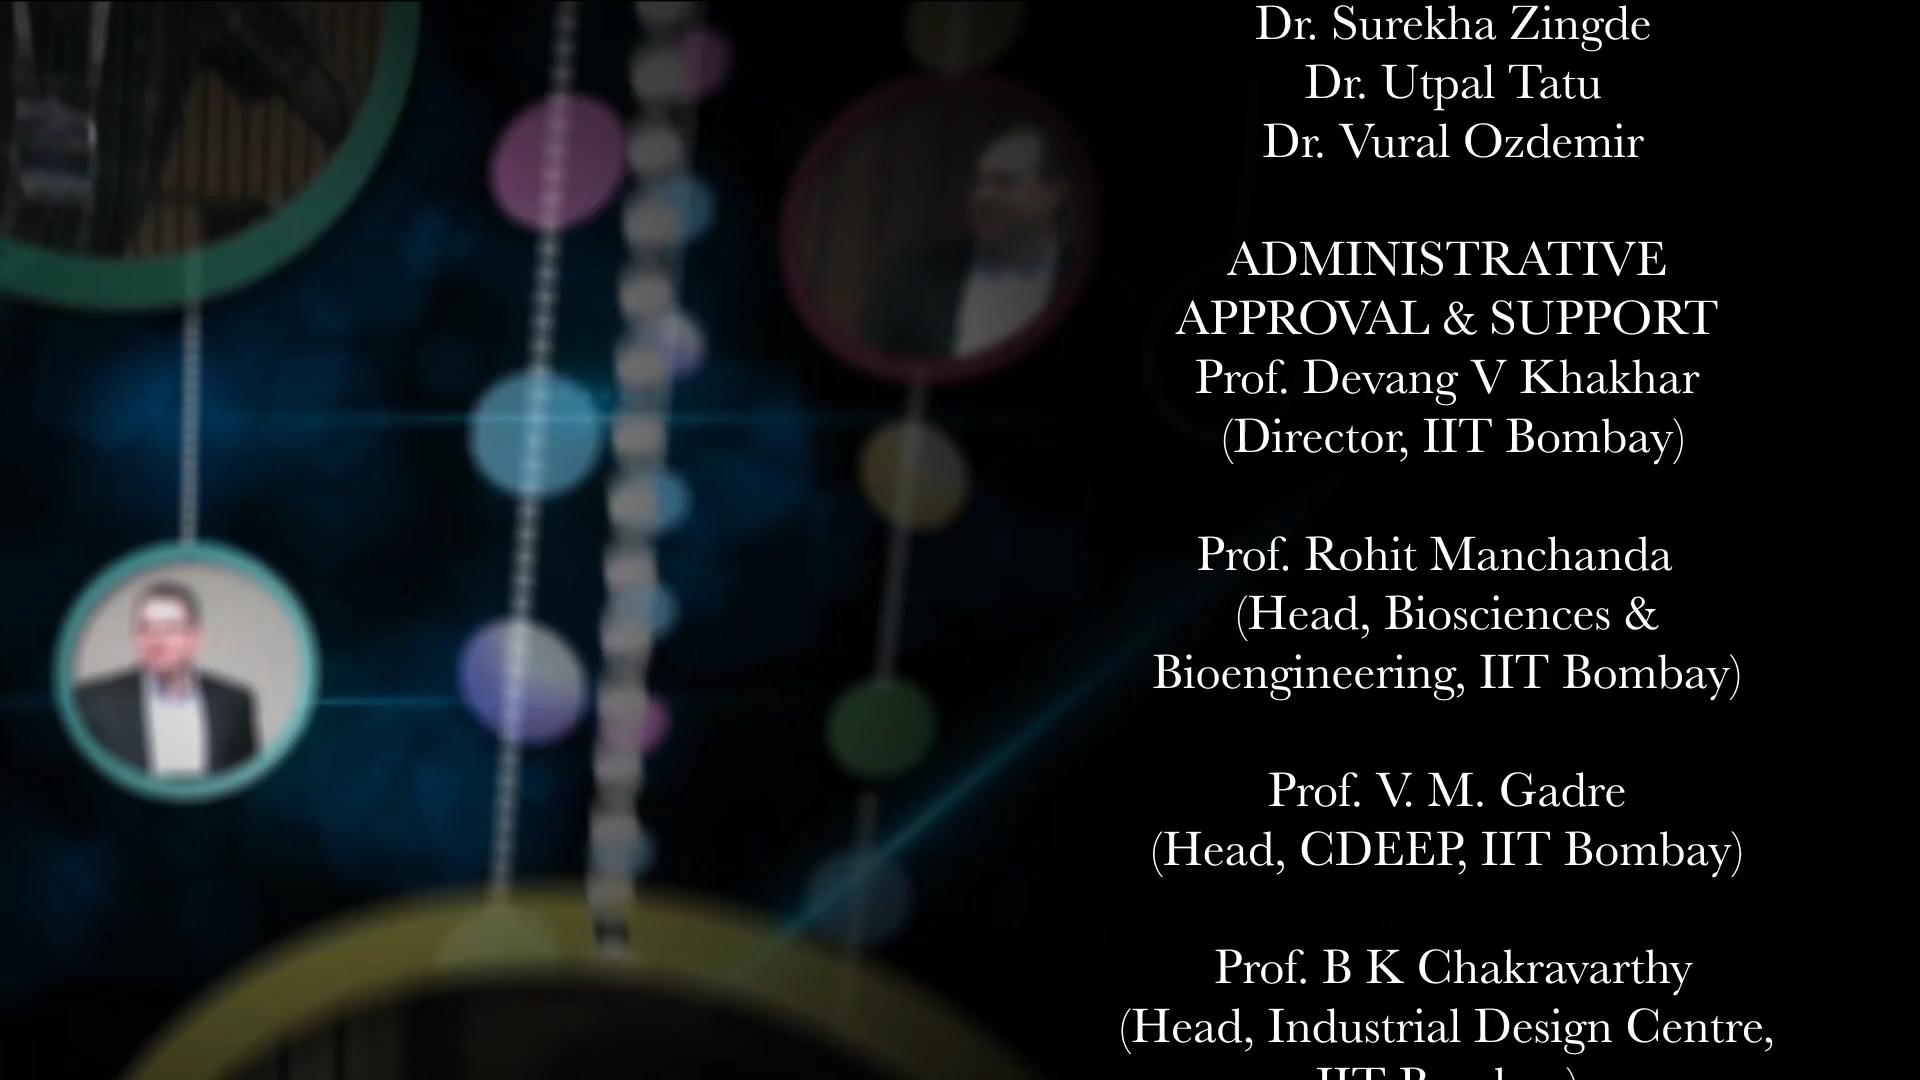 Dr. Surekha Zingde
Dr. Utpal Tatu
Dr. Vural Ozdemir
ADMINISTRATIVE
APPROVAL & SUPPORT
Prof. Devang V Khakhar
(Director, IIT Bombay)
Prof. Rohit Manchanda
(Head, Biosciences &
Bioengineering, IIT Bombay)
Prof. V. M. Gadre
(Head, CDEEP, IIT Bombay)
Prof. B K Chakravarthy
(Head, Industrial Design Centre,